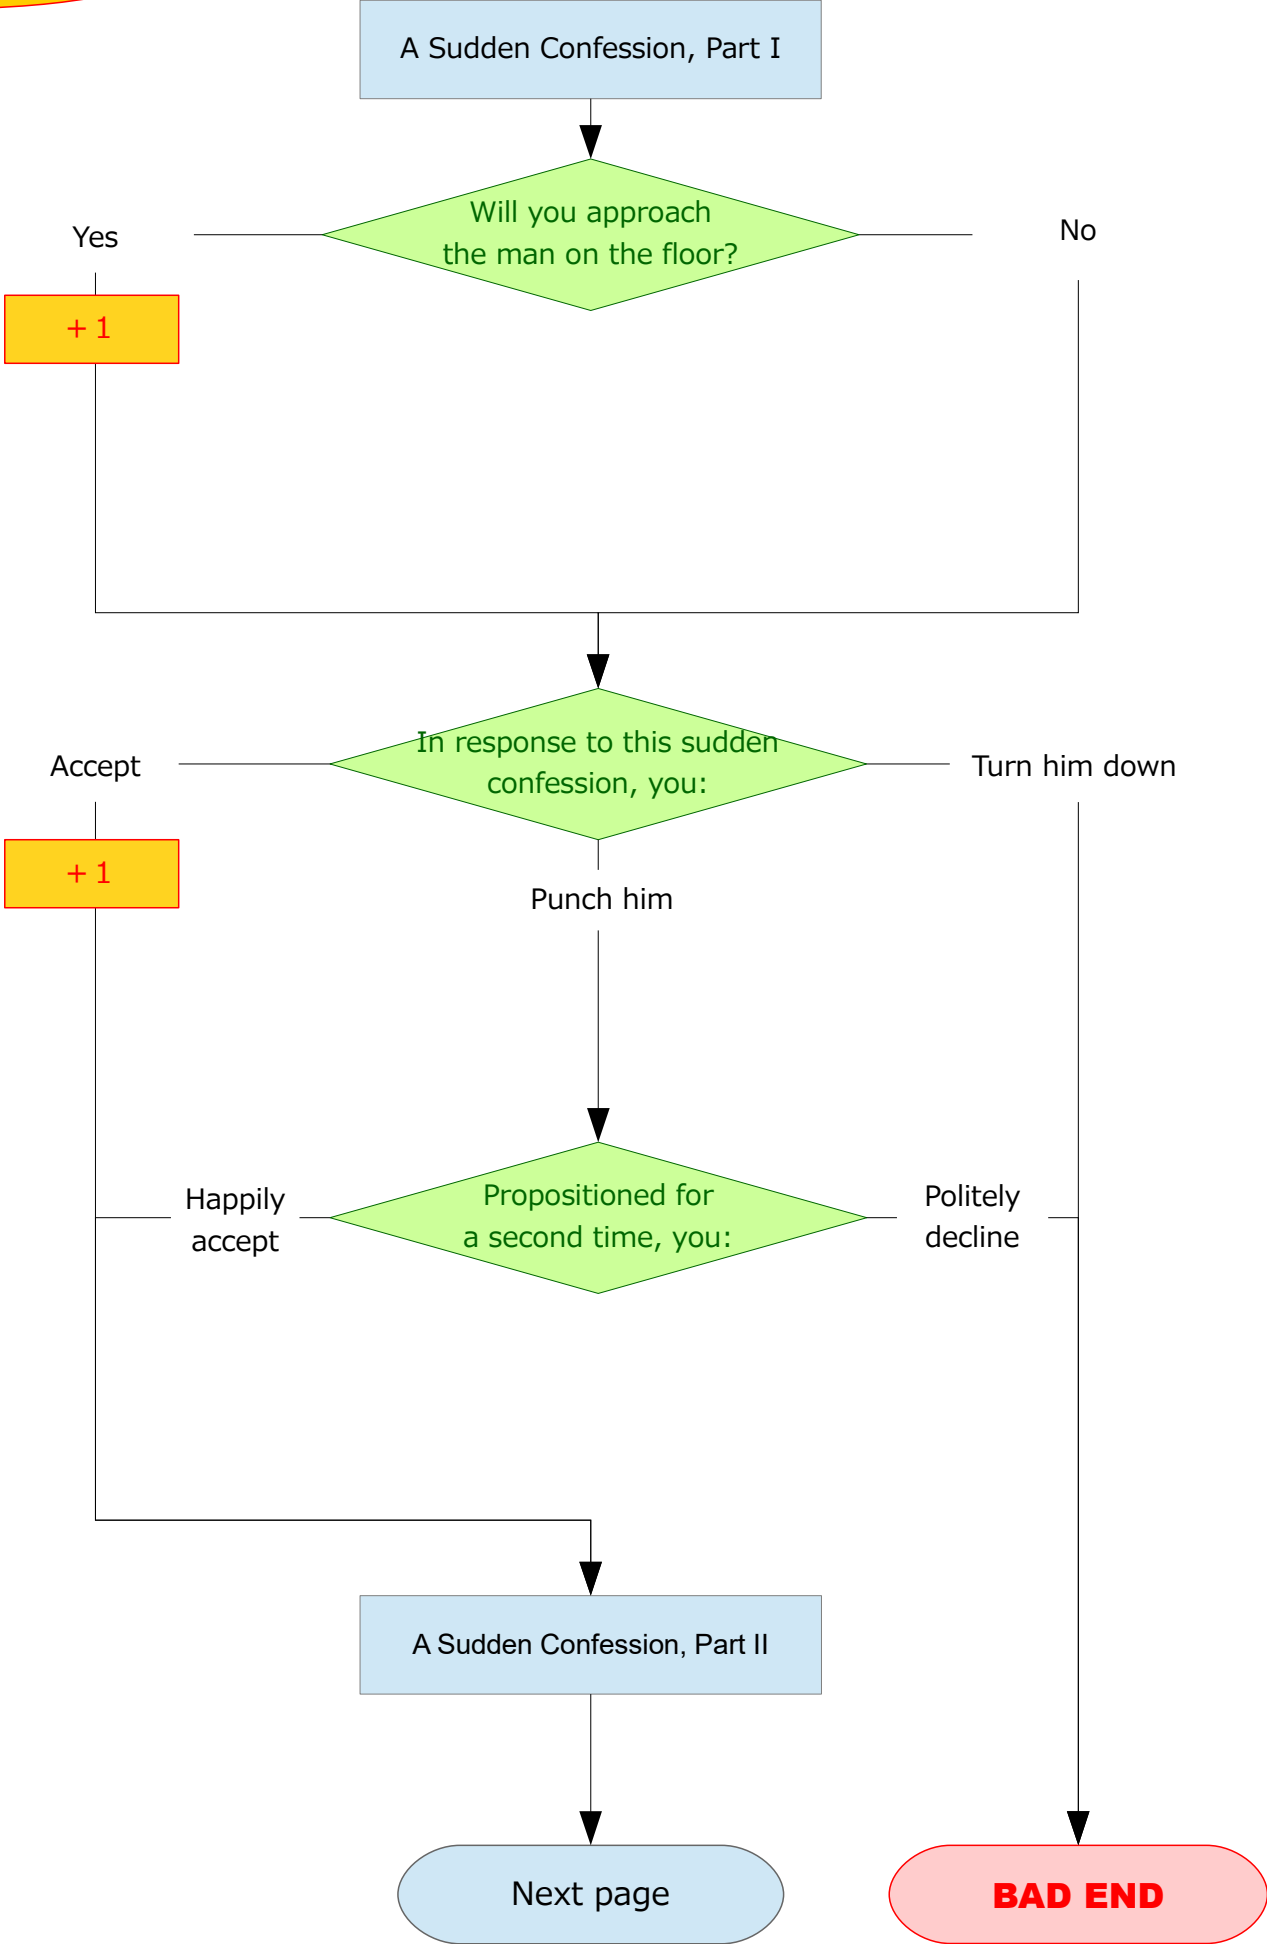 A Sudden Confession, Part I
Will you approach
the man on the floor?
Yes
No
+ 1
In response to this sudden
confession, you:
Accept
Turn him down
+ 1
Punch him
Propositioned for
a second time, you:
Happily
accept
Politely
decline
A Sudden Confession, Part II
Next page
BAD END